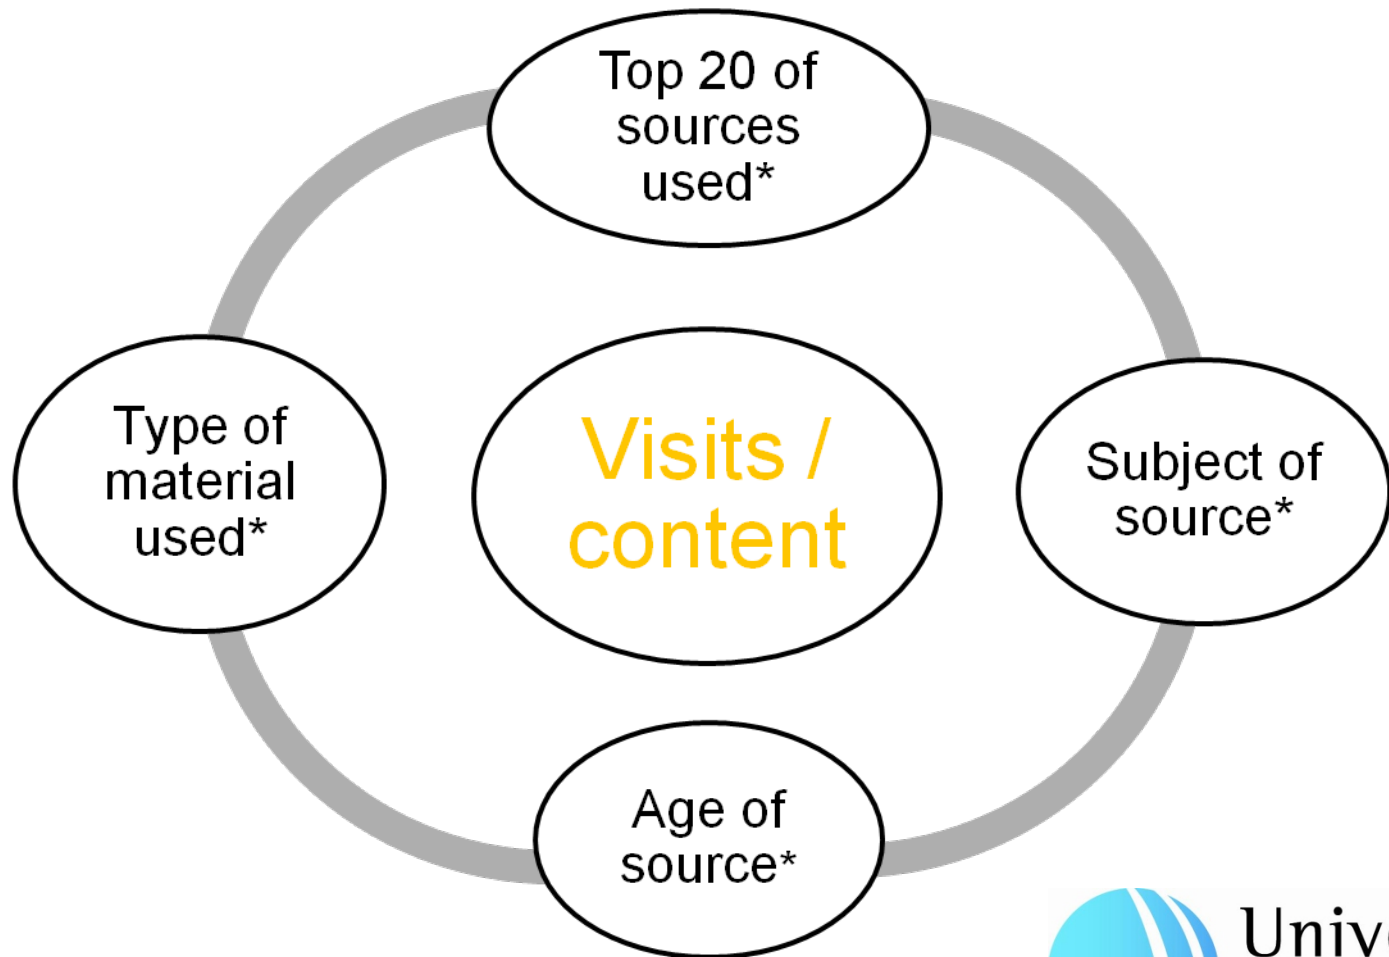 Top 20 of
sources
used*
Type of
material
used*
Visits /
content
Subject of
source*
Age of
source*